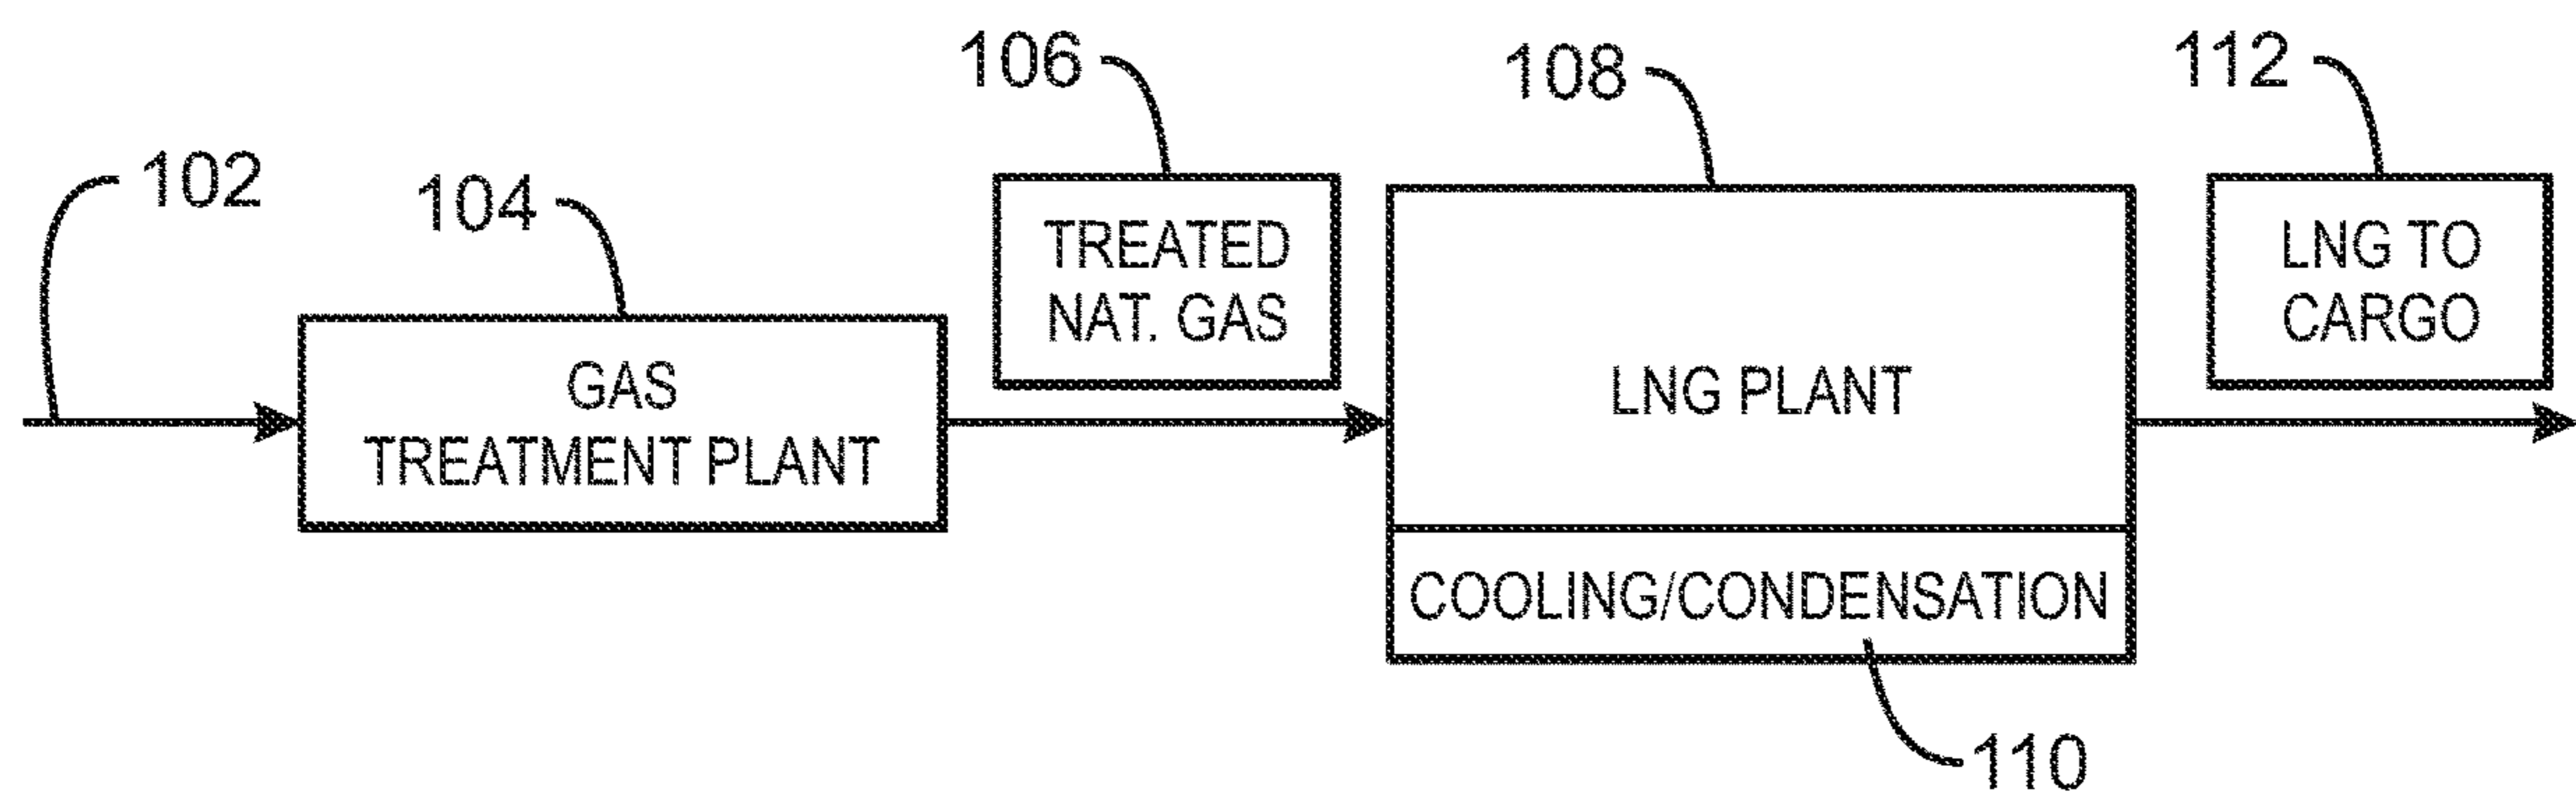 102
104
GAS
TREATMENT PLANT
106
TREATED
NAT. GAS
108
LNG PLANT
COOLING/CONDENSATION
110
112
LNG TO
CARGO